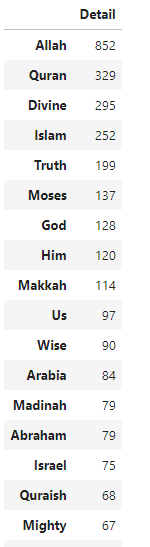 Detail
Allah 852
Quran 329
Divine 295
Islam 252
Truth 199
Moses 137
God 128
Him 120
Makkah 114
Us 97
Wise 90
Arabia 84
Madinah 79
Abraham 79
Israel 75
Quraish 68
Mighty 67